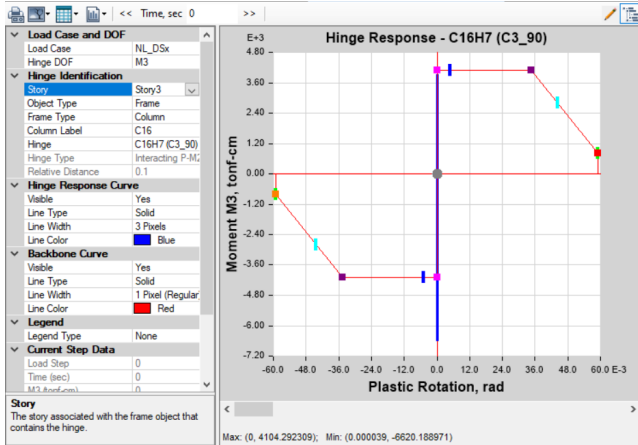 << Time, sec 0 >>
Load Case and DOF
Load Case NL_DSx
Hinge DOF M3
Hinge Identification
Story Story3
Object Type Frame
Frame Type Column
Column Label C16
Hinge C16H7 (C3_90)
Hinge Type Interacting P-M2
Relative Distance 0.1
Hinge Response Curve
Visible Yes
Line Type Solid
Line Width 3 Pixels
Line Color Blue
Backbone Curve
Visible Yes
Line Type Solid
Line Width 1 Pixel (Regular
Line Color Red
Legend
Legend Type None
Current Step Data
Load Step 0
Time (sec) 0
M3 (tonf-cm) 0
Story
The story associated with the frame object that
contains the hinge.
Hinge Response - C16H7 (C3_90)
E+3
4.80
3.60
2.40
1.20
0.00
-1.20
-2.40
-3.60
-4.80
-6.00
-7.20
Moment M3, tonf-cm
-60.0 -48.0 -36.0 -24.0 -12.0 0.0 12.0 24.0 36.0 48.0 60.0 E-3
Plastic Rotation, rad
Max: (0, 4104.292309); Min: (0.000039, -6620.188971)